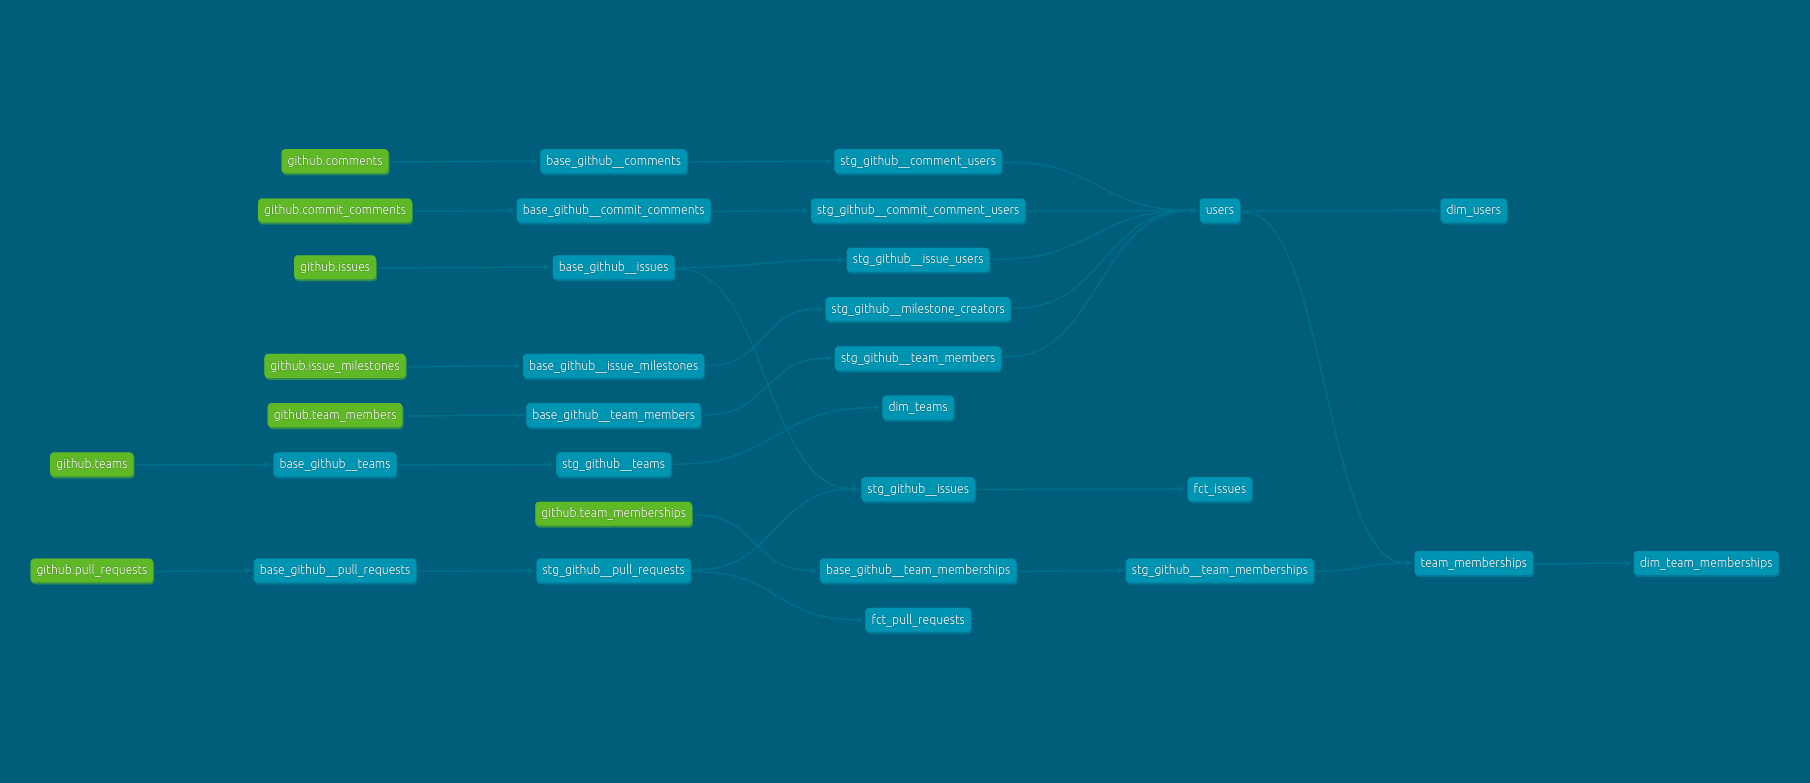 github.comments
base_github__comments
stg_github__comment_users
github.commit_comments
base_github__commit_comments
stg_github__commit_comment_users
users
dim_users
github.issues
base_github__issues
stg_github__issue_users
stg_github__milestone_creators
github.issue_milestones
base_github__issue_milestones
stg_github__team_members
github.team_members
base_github__team_members
dim_teams
github.teams
base_github__teams
stg_github__teams
stg_github__issues
fct_issues
github.team_memberships
github.pull_requests
base_github__pull_requests
stg_github__pull_requests
base_github__team_memberships
stg_github__team_memberships
team_memberships
dim_team_memberships
fct_pull_requests